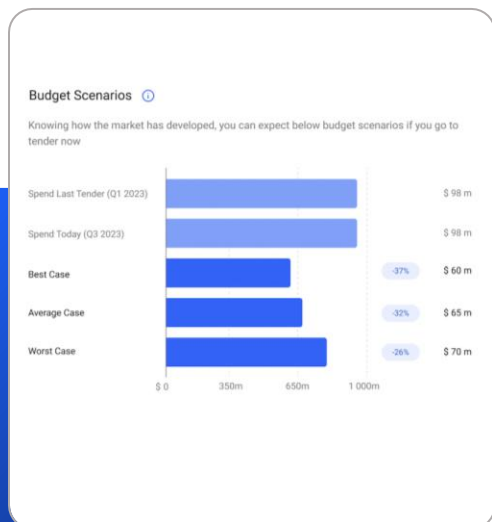 Budget Scenarios
Knowing how the market has developed, you can expect below budget scenarios if you go to
tender now
Spend Last Tender (Q1 2023) $ 98 m
Spend Today (Q3 2023) $ 98 m
Best Case -37% $ 60 m
Average Case -32% $ 65 m
Worst Case -26% $ 70 m
$ 0 350m 650m 1 000m